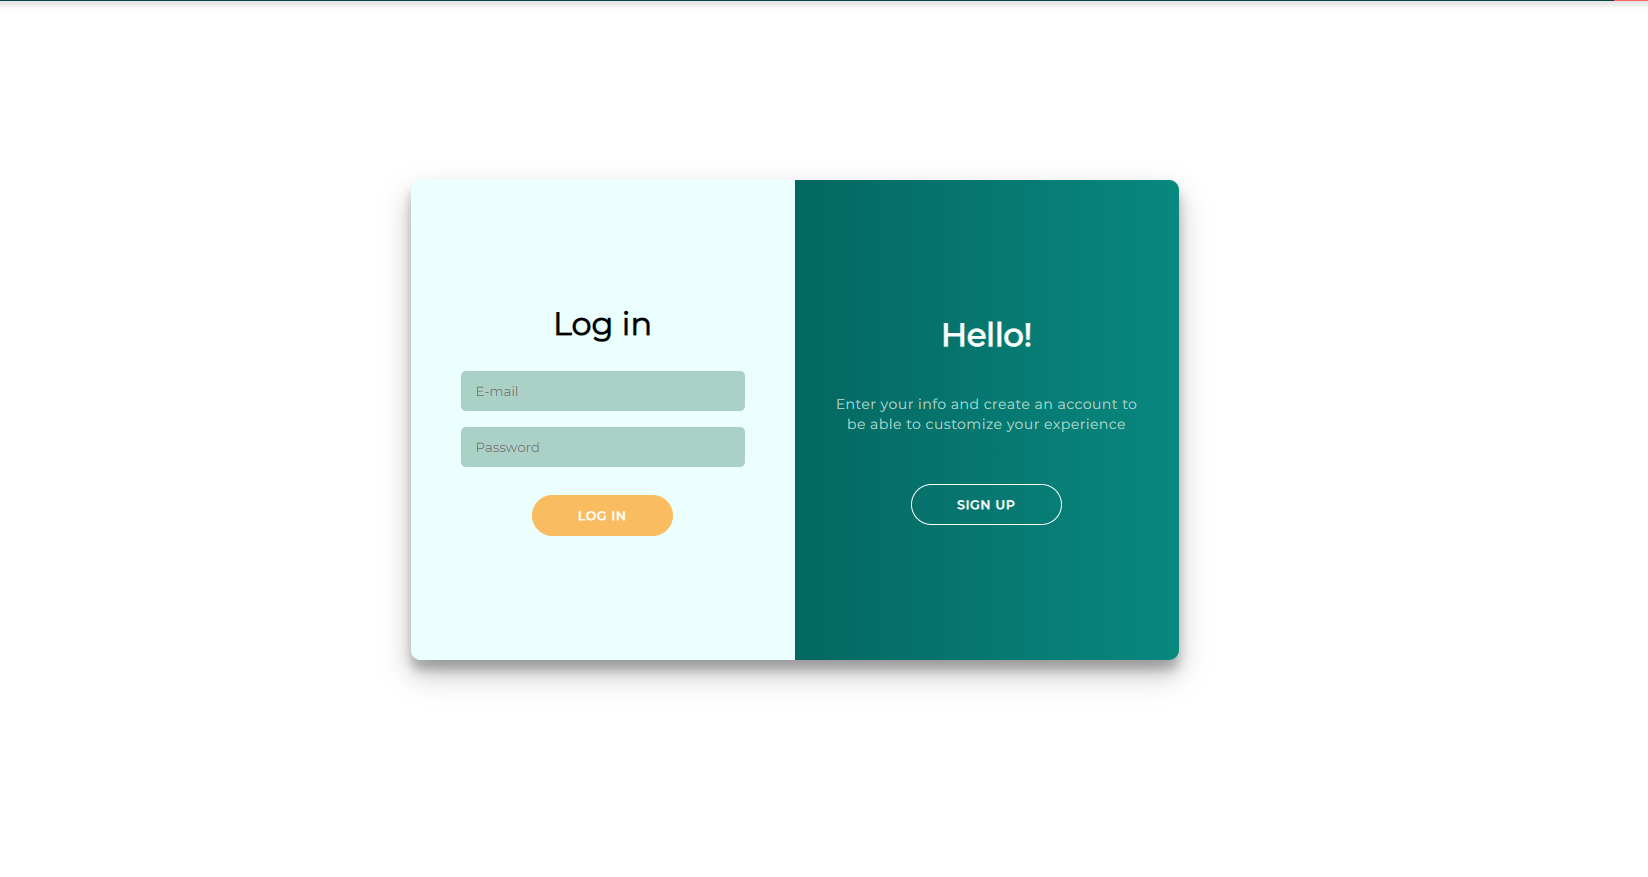 Log in
E-mail
Password
LOG IN
Hello!
Enter your info and create an account to
be able to customize your experience
SIGN UP